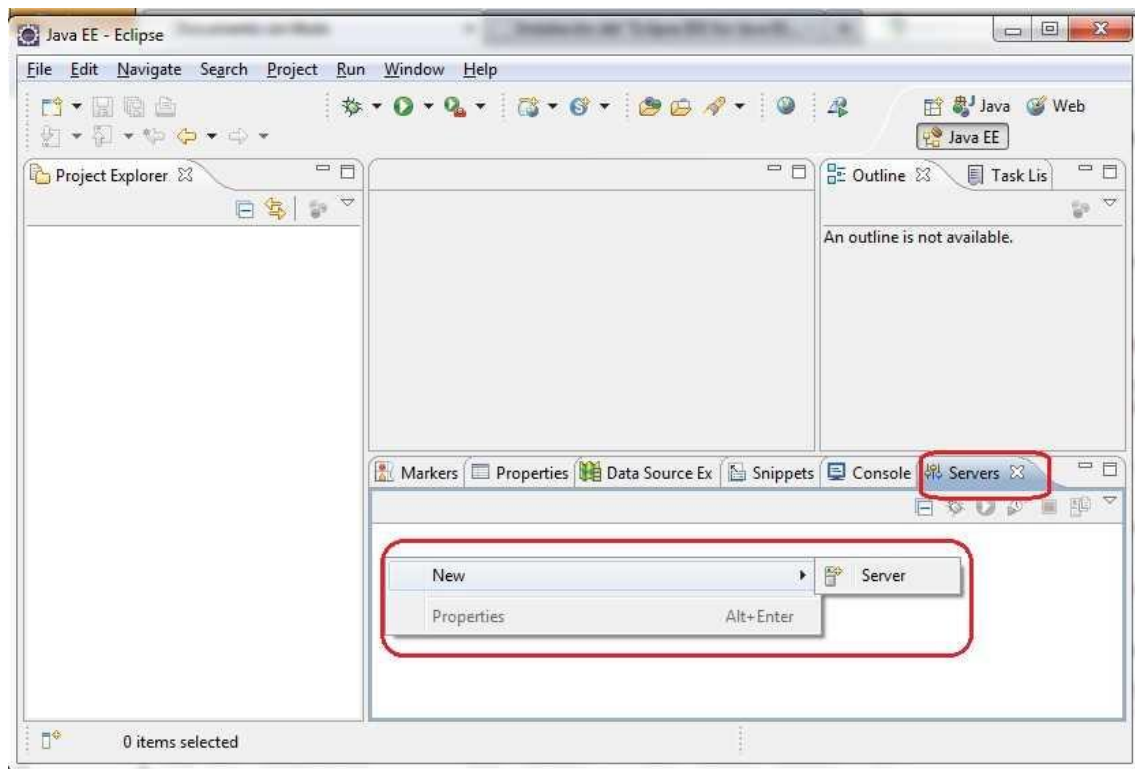 Java EE - Eclipse
File Edit Navigate Search Project Run Window Help
Java Web
Java EE
Project Explorer
Outline Task Lis
An outline is not available.
Markers Properties Data Source Ex Snippets Console Servers
New Server
Properties Alt+Enter
0 items selected